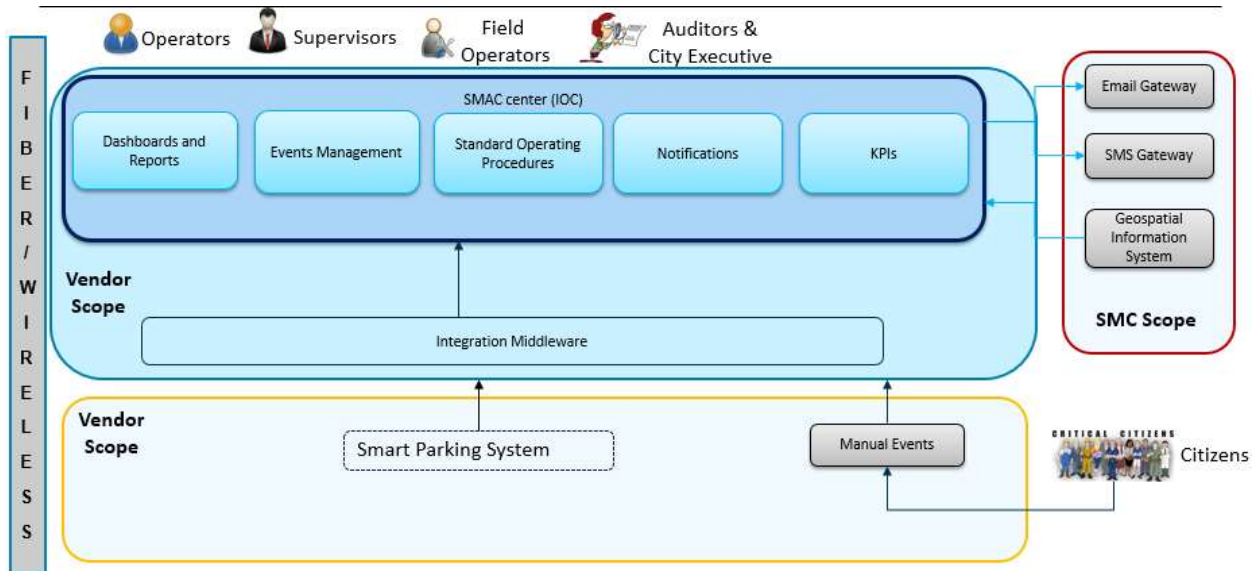 Operators
Supervisors
Field
Operators
Auditors &
City Executive
FIBER/WIRELESS
SMAC center (IOC)
Dashboards and
Reports
Events Management
Standard Operating
Procedures
Notifications
KPIs
Email Gateway
SMS Gateway
Geospatial
Information
System
SMC Scope
Vendor
Scope
Integration Middleware
Vendor
Scope
Smart Parking System
Manual Events
CRITICAL CITIZENS
Citizens